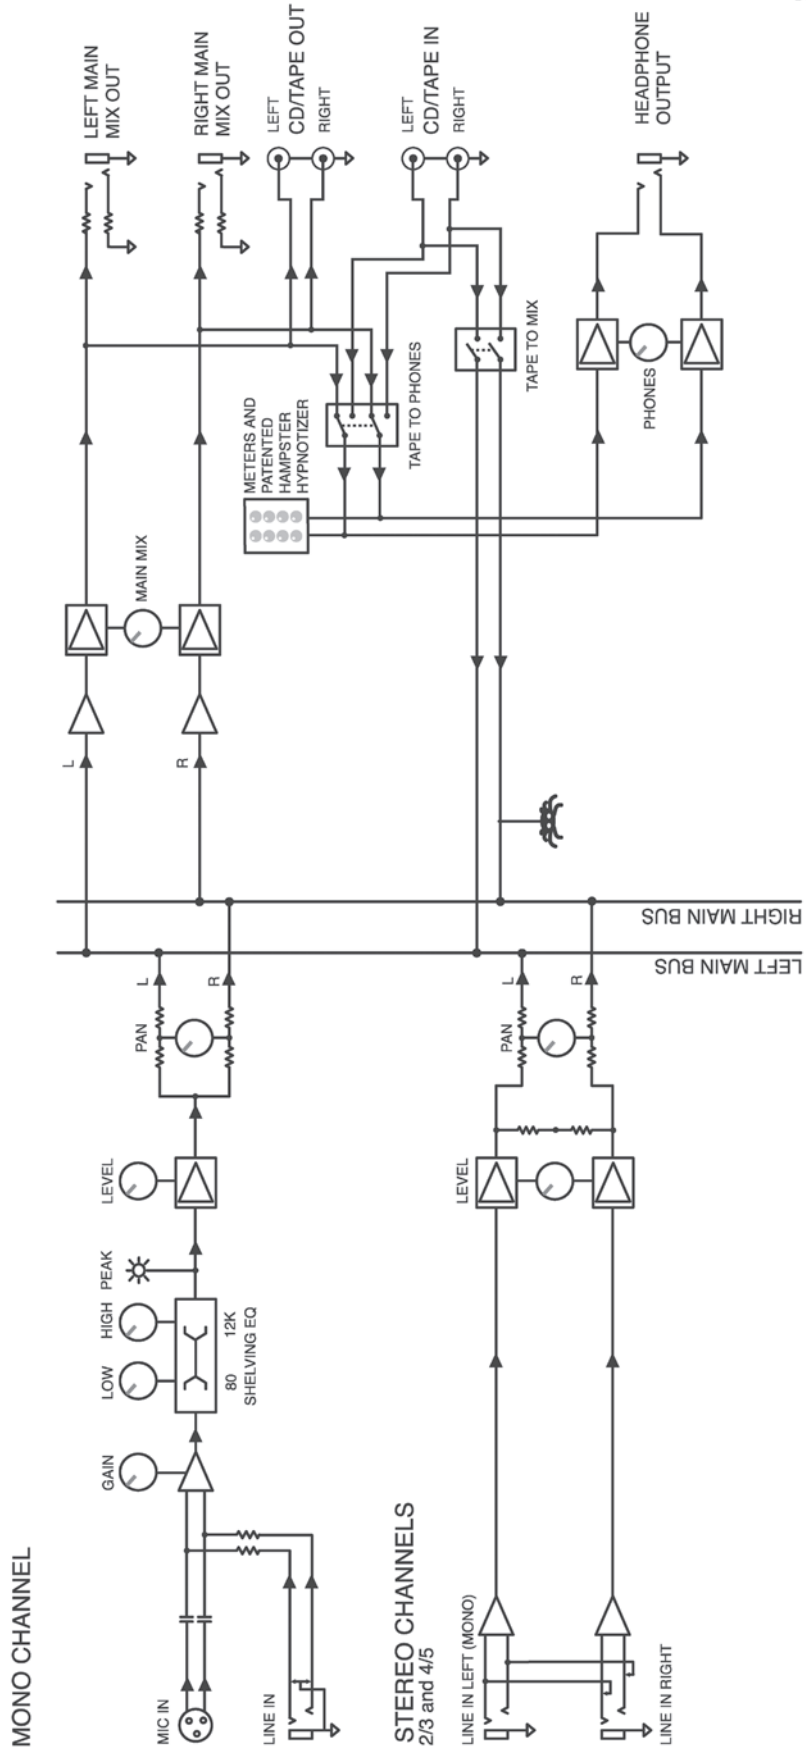 MONO CHANNEL
MIC IN
LINE IN
GAIN
LOW
HIGH
PEAK
80
12K
SHELVING EQ
LEVEL
PAN
L
R
STEREO CHANNELS
2/3 and 4/5
LINE IN LEFT (MONO)
LINE IN RIGHT
LEVEL
PAN
L
R
LEFT MAIN BUS
RIGHT MAIN BUS
L
R
MAIN MIX
METERS AND
PATENTED
HAMPSTER
HYPNOTIZER
TAPE TO PHONES
TAPE TO MIX
PHONES
LEFT MAIN
MIX OUT
RIGHT MAIN
MIX OUT
LEFT
CD/TAPE OUT
RIGHT
LEFT
CD/TAPE IN
RIGHT
HEADPHONE
OUTPUT